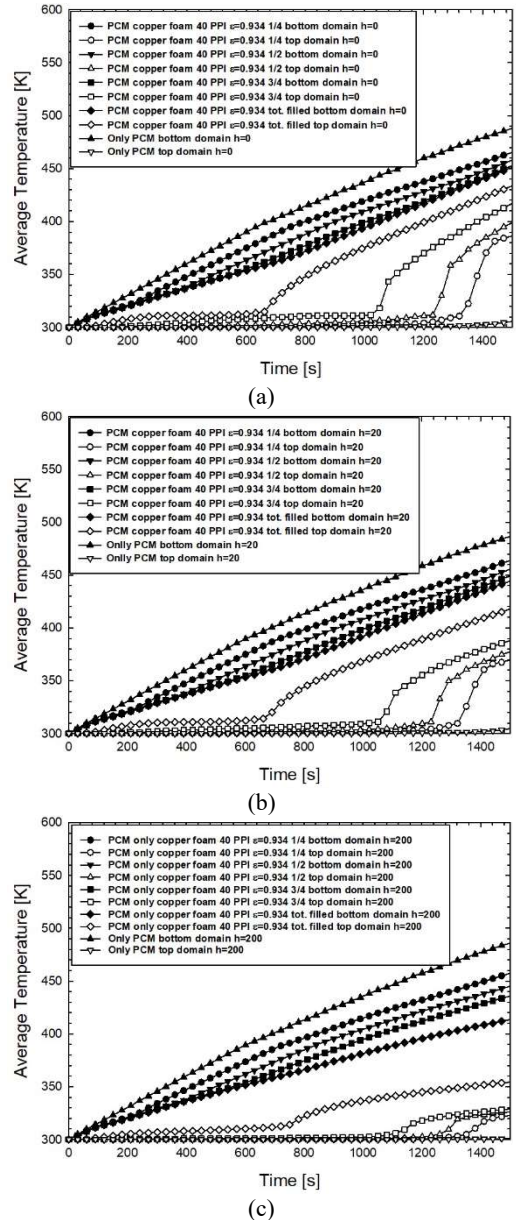 600
550
500
450
400
350
300
Average Temperature [K]
PCM copper foam 40 PPI ε=0.934 1/4 bottom domain h=0
PCM copper foam 40 PPI ε=0.934 1/4 top domain h=0
PCM copper foam 40 PPI ε=0.934 1/2 bottom domain h=0
PCM copper foam 40 PPI ε=0.934 1/2 top domain h=0
PCM copper foam 40 PPI ε=0.934 3/4 bottom domain h=0
PCM copper foam 40 PPI ε=0.934 3/4 top domain h=0
PCM copper foam 40 PPI ε=0.934 tot. filled bottom domain h=0
PCM copper foam 40 PPI ε=0.934 tot. filled top domain h=0
Only PCM bottom domain h=0
Only PCM top domain h=0
0 200 400 600 800 1000 1200 1400
Time [s]
(a)
600
550
500
450
400
350
300
Average Temperature [K]
PCM copper foam 40 PPI ε=0.934 1/4 bottom domain h=20
PCM copper foam 40 PPI ε=0.934 1/4 top domain h=20
PCM copper foam 40 PPI ε=0.934 1/2 bottom domain h=20
PCM copper foam 40 PPI ε=0.934 1/2 top domain h=20
PCM copper foam 40 PPI ε=0.934 3/4 bottom domain h=20
PCM copper foam 40 PPI ε=0.934 3/4 top domain h=20
PCM copper foam 40 PPI ε=0.934 tot. filled bottom domain h=20
PCM copper foam 40 PPI ε=0.934 tot. filled top domain h=20
Onlly PCM bottom domain h=20
Only PCM top domain h=20
0 200 400 600 800 1000 1200 1400
Time [s]
(b)
600
550
500
450
400
350
300
Average Temperature [K]
PCM only copper foam 40 PPI ε=0.934 1/4 bottom domain h=200
PCM only copper foam 40 PPI ε=0.934 1/4 top domain h=200
PCM only copper foam 40 PPI ε=0.934 1/2 bottom domain h=200
PCM only copper foam 40 PPI ε=0.934 1/2 top domain h=200
PCM only copper foam 40 PPI ε=0.934 3/4 bottom domain h=200
PCM only copper foam 40 PPI ε=0.934 3/4 top domain h=200
PCM only copper foam 40 PPI ε=0.934 tot. filled bottom domain h=200
PCM only copper foam 40 PPI ε=0.934 tot. filled top domain h=200
Only PCM bottom domain h=200
Only PCM top domain h=200
0 200 400 600 800 1000 1200 1400
Time [s]
(c)